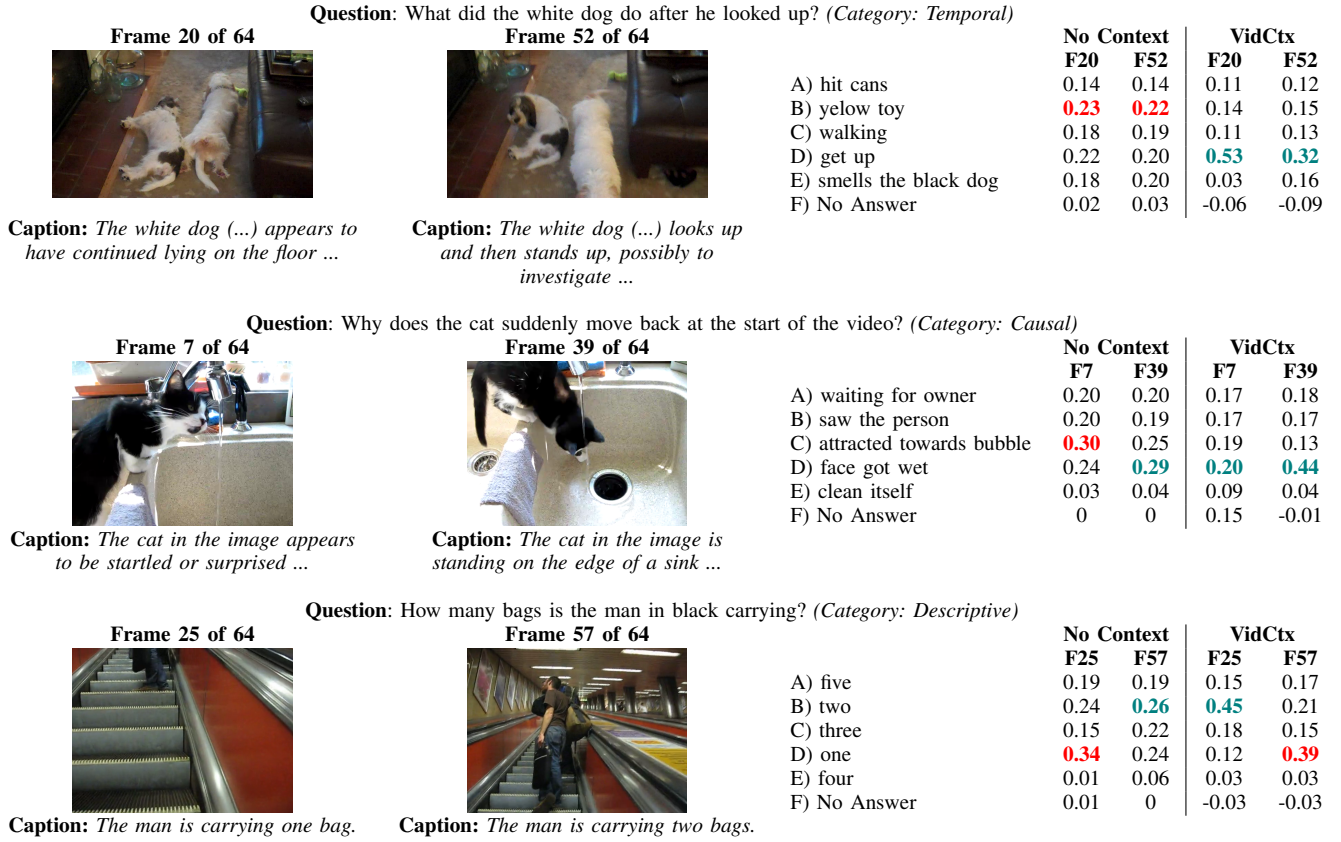 Question: What did the white dog do after he looked up? (Category: Temporal)
Frame 20 of 64
Frame 52 of 64
Caption: The white dog (...) appears to
have continued lying on the floor ...
Caption: The white dog (...) looks up
and then stands up, possibly to
investigate ...
No Context VidCtx
F20 F52 F20 F52
A) hit cans 0.14 0.14 0.11 0.12
B) yelow toy 0.23 0.22 0.14 0.15
C) walking 0.18 0.19 0.11 0.13
D) get up 0.22 0.20 0.53 0.32
E) smells the black dog 0.18 0.20 0.03 0.16
F) No Answer 0.02 0.03 -0.06 -0.09
Question: Why does the cat suddenly move back at the start of the video? (Category: Causal)
Frame 7 of 64
Frame 39 of 64
Caption: The cat in the image appears
to be startled or surprised ...
Caption: The cat in the image is
standing on the edge of a sink ...
No Context VidCtx
F7 F39 F7 F39
A) waiting for owner 0.20 0.20 0.17 0.18
B) saw the person 0.20 0.19 0.17 0.17
C) attracted towards bubble 0.30 0.25 0.19 0.13
D) face got wet 0.24 0.29 0.20 0.44
E) clean itself 0.03 0.04 0.09 0.04
F) No Answer 0 0 0.15 -0.01
Question: How many bags is the man in black carrying? (Category: Descriptive)
Frame 25 of 64
Frame 57 of 64
Caption: The man is carrying one bag.
Caption: The man is carrying two bags.
No Context VidCtx
F25 F57 F25 F57
A) five 0.19 0.19 0.15 0.17
B) two 0.24 0.26 0.45 0.21
C) three 0.15 0.22 0.18 0.15
D) one 0.34 0.24 0.12 0.39
E) four 0.01 0.06 0.03 0.03
F) No Answer 0.01 0 -0.03 -0.03